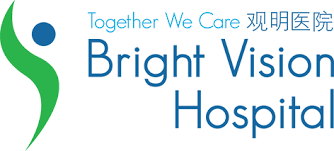 Together We Care 观明医院
Bright Vision
Hospital